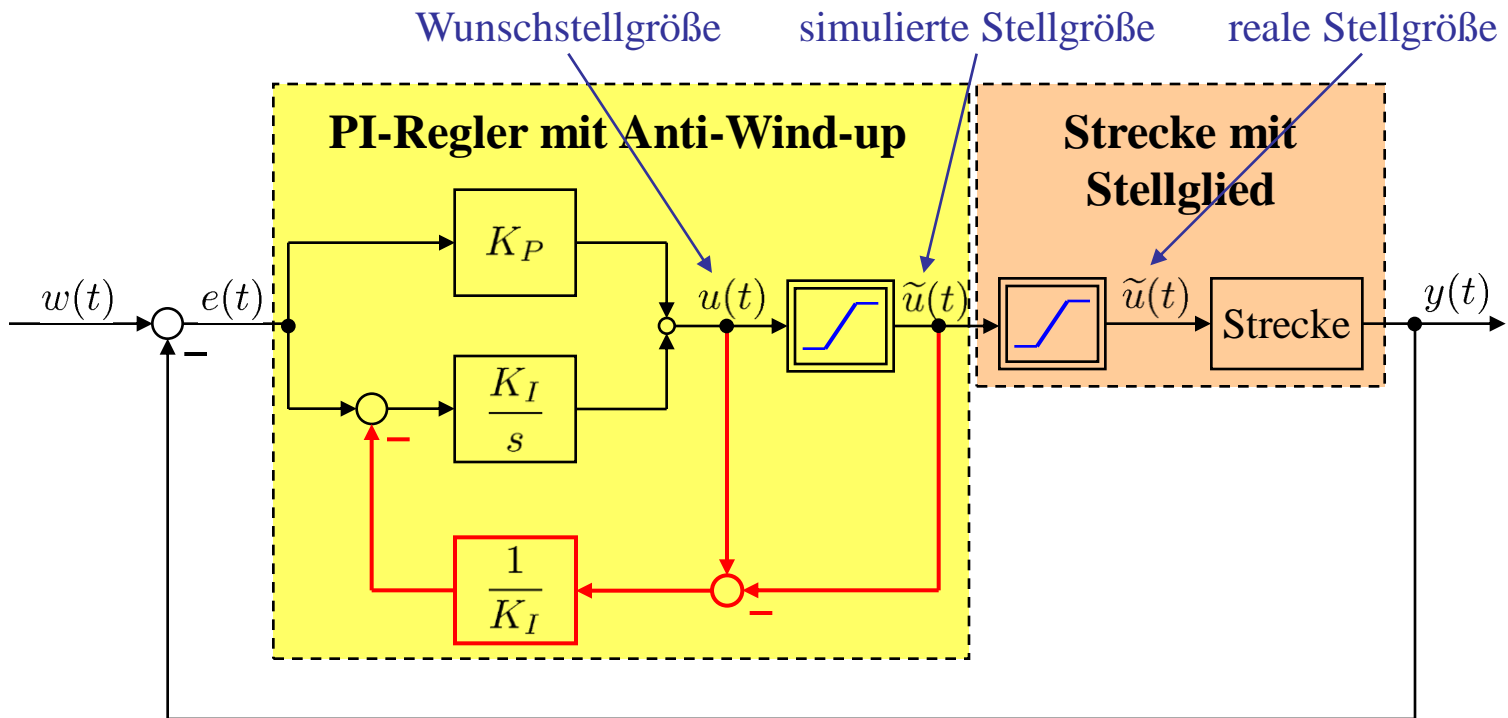 Wunschstellgröße simulierte Stellgröße reale Stellgröße
PI-Regler mit Anti-Wind-up
Strecke mit
Stellglied
K_P
w(t)
e(t)
u(t)
ũ(t)
ũ(t)
Strecke
y(t)
−
K_I
s
−
1
K_I
−